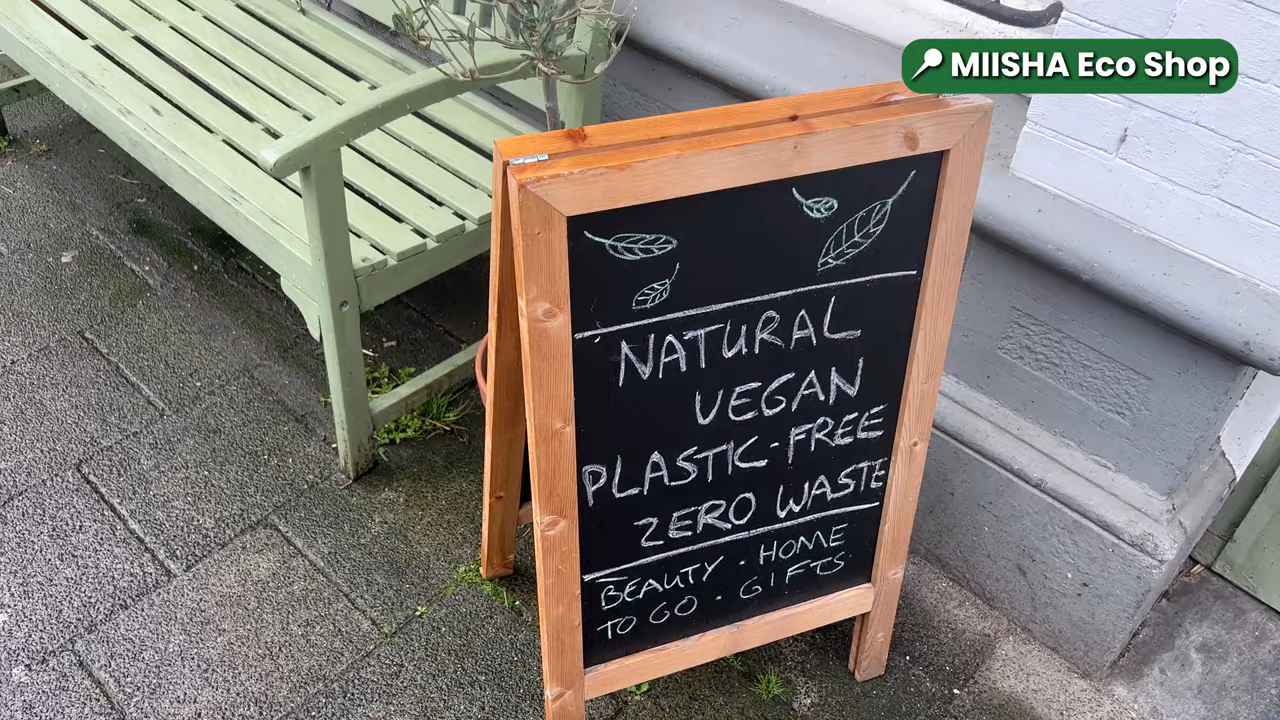 MIISHA Eco Shop
NATURAL
VEGAN
PLASTIC-FREE
ZERO WASTE
BEAUTY · HOME
TO GO · GIFTS